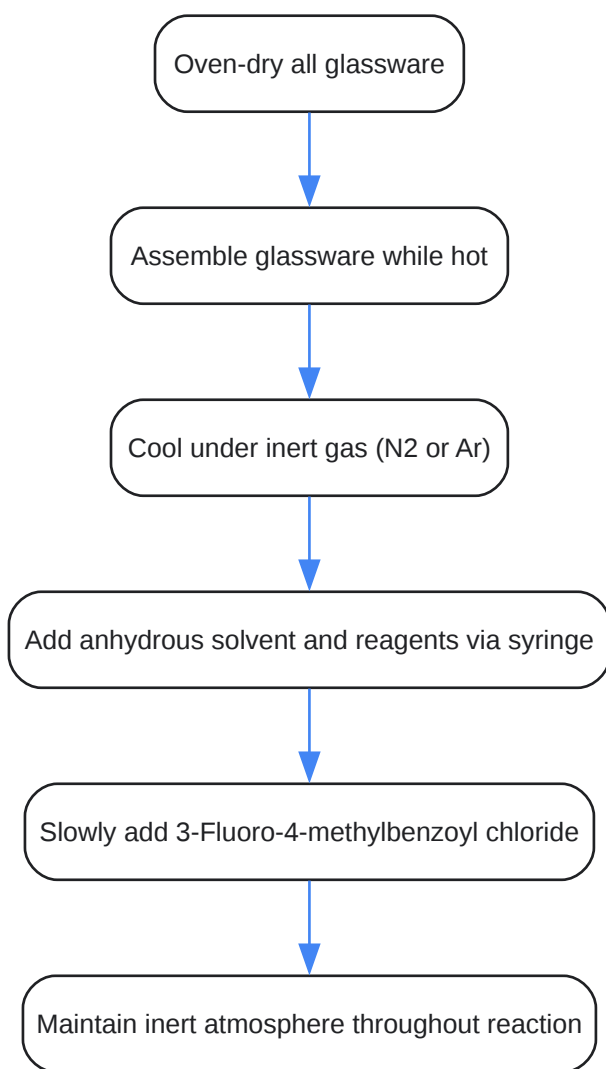 Oven-dry all glassware
Assemble glassware while hot
Cool under inert gas (N2 or Ar)
Add anhydrous solvent and reagents via syringe
Slowly add 3-Fluoro-4-methylbenzoyl chloride
Maintain inert atmosphere throughout reaction